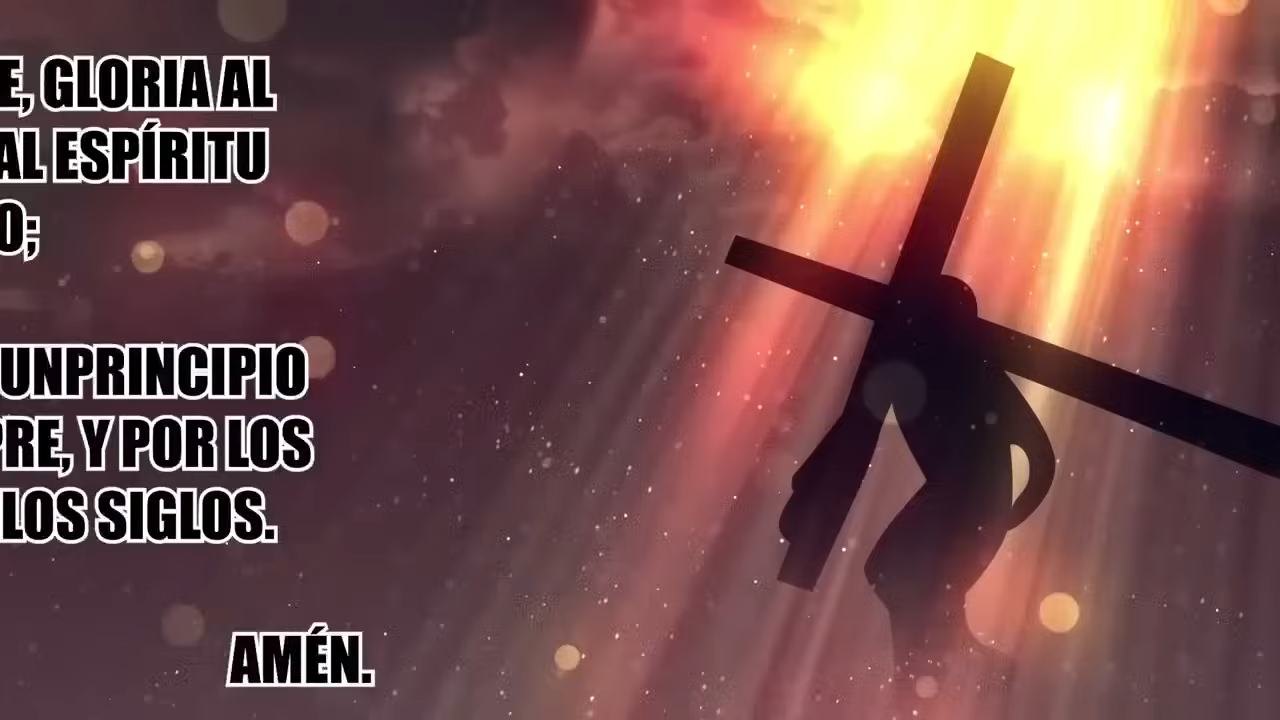 E, GLORIA AL
AL ESPÍRITU
O;
UNPRINCIPIO
PRE, Y POR LOS
LOS SIGLOS.
AMÉN.